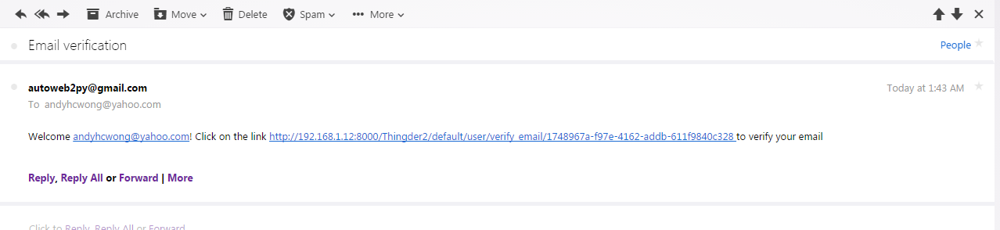 Archive Move Delete Spam More
Email verification People
autoweb2py@gmail.com Today at 1:43 AM
To andyhcwong@yahoo.com
Welcome andyhcwong@yahoo.com! Click on the link http://192.168.1.12:8000/Thingder2/default/user/verify_email/1748967a-f97e-4162-addb-611f9840c328 to verify your email
Reply, Reply All or Forward | More
Click to Reply, Reply All or Forward